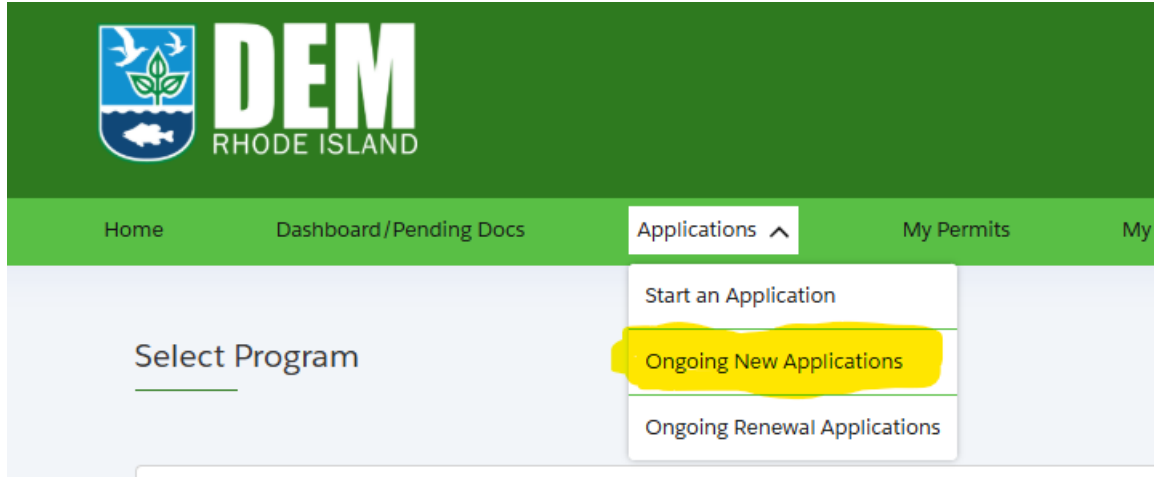 DEM
RHODE ISLAND
Home Dashboard/Pending Docs Applications My Permits My
Start an Application
Select Program
Ongoing New Applications
Ongoing Renewal Applications